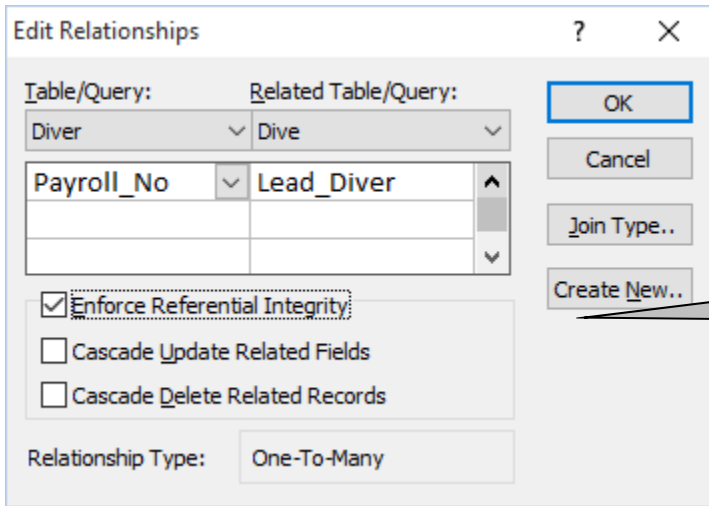 Edit Relationships ?
Table/Query: Related Table/Query:
OK
Diver Dive
Cancel
Payroll_No Lead_Diver
Join Type..
Create New..
Enforce Referential Integrity
Cascade Update Related Fields
Cascade Delete Related Records
Relationship Type: One-To-Many